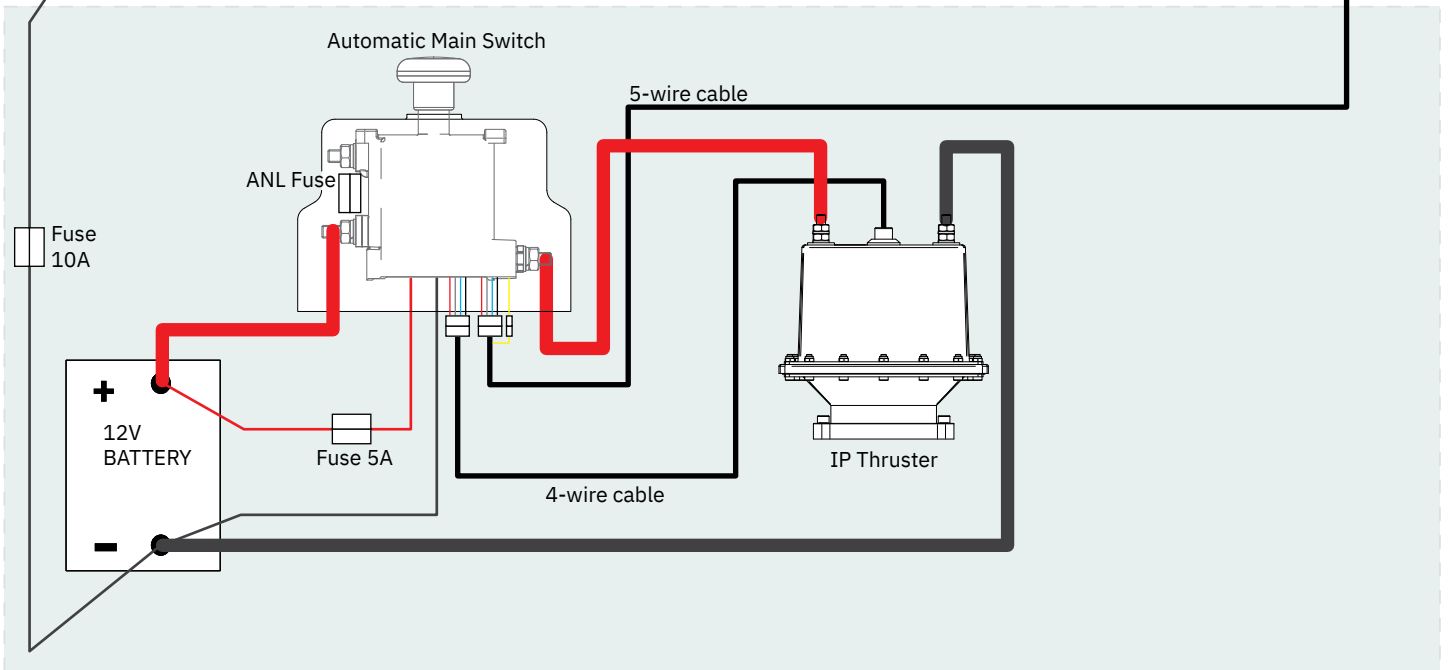 Automatic Main Switch
5-wire cable
ANL Fuse
Fuse
10A
+
12V
BATTERY
-
Fuse 5A
IP Thruster
4-wire cable